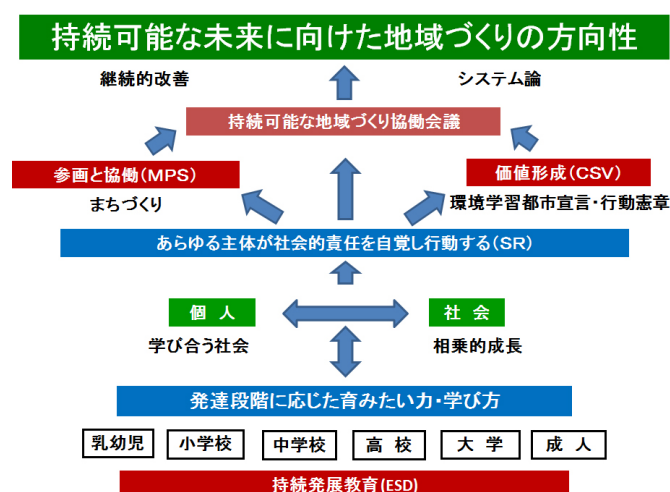 持続可能な未来に向けた地域づくりの方向性
継続的改善
システム論
持続可能な地域づくり協働会議
参画と協働(MPS)
価値形成(CSV)
まちづくり
環境学習都市宣言・行動憲章
あらゆる主体が社会的責任を自覚し行動する(SR)
個 人
社 会
学び合う社会
相乗的成長
発達段階に応じた育みたい力・学び方
乳幼児
小学校
中学校
高 校
大 学
成 人
持続発展教育(ESD)